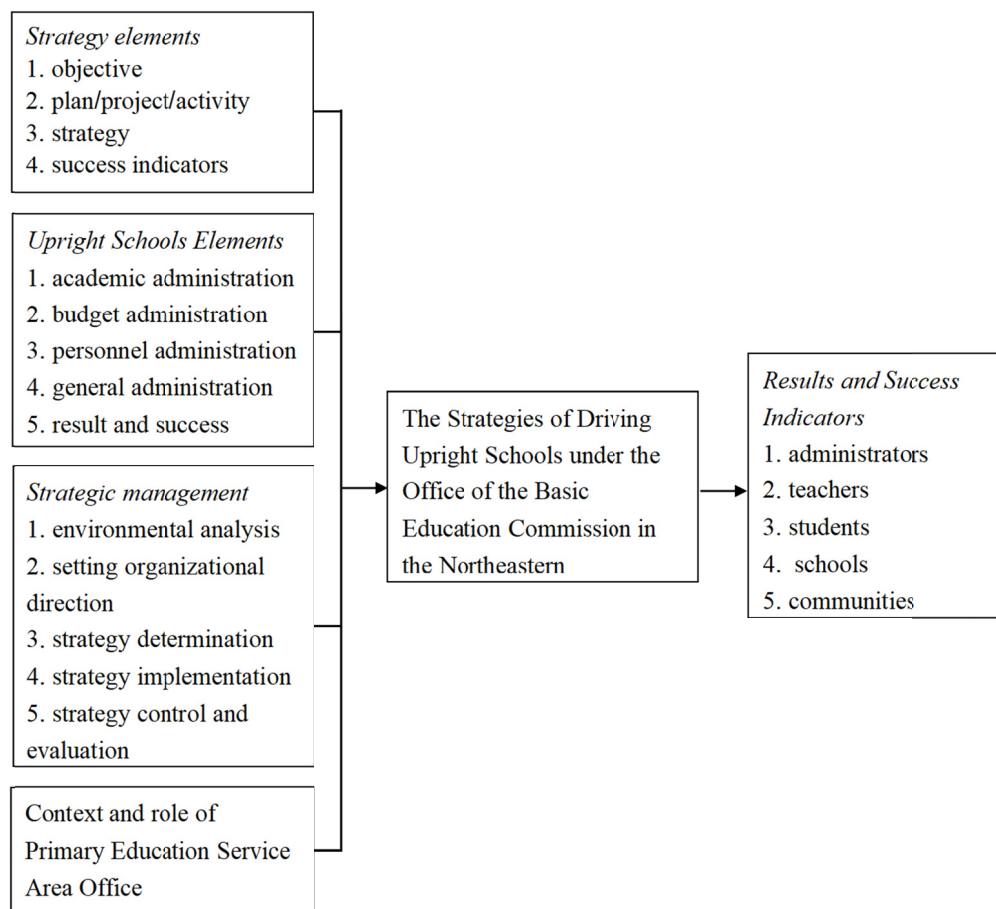 Strategy elements
1. objective
2. plan/project/activity
3. strategy
4. success indicators
Upright Schools Elements
1. academic administration
2. budget administration
3. personnel administration
4. general administration
5. result and success
Strategic management
1. environmental analysis
2. setting organizational
direction
3. strategy determination
4. strategy implementation
5. strategy control and
evaluation
Context and role of
Primary Education Service
Area Office
The Strategies of Driving
Upright Schools under the
Office of the Basic
Education Commission in
the Northeastern
Results and Success
Indicators
1. administrators
2. teachers
3. students
4. schools
5. communities